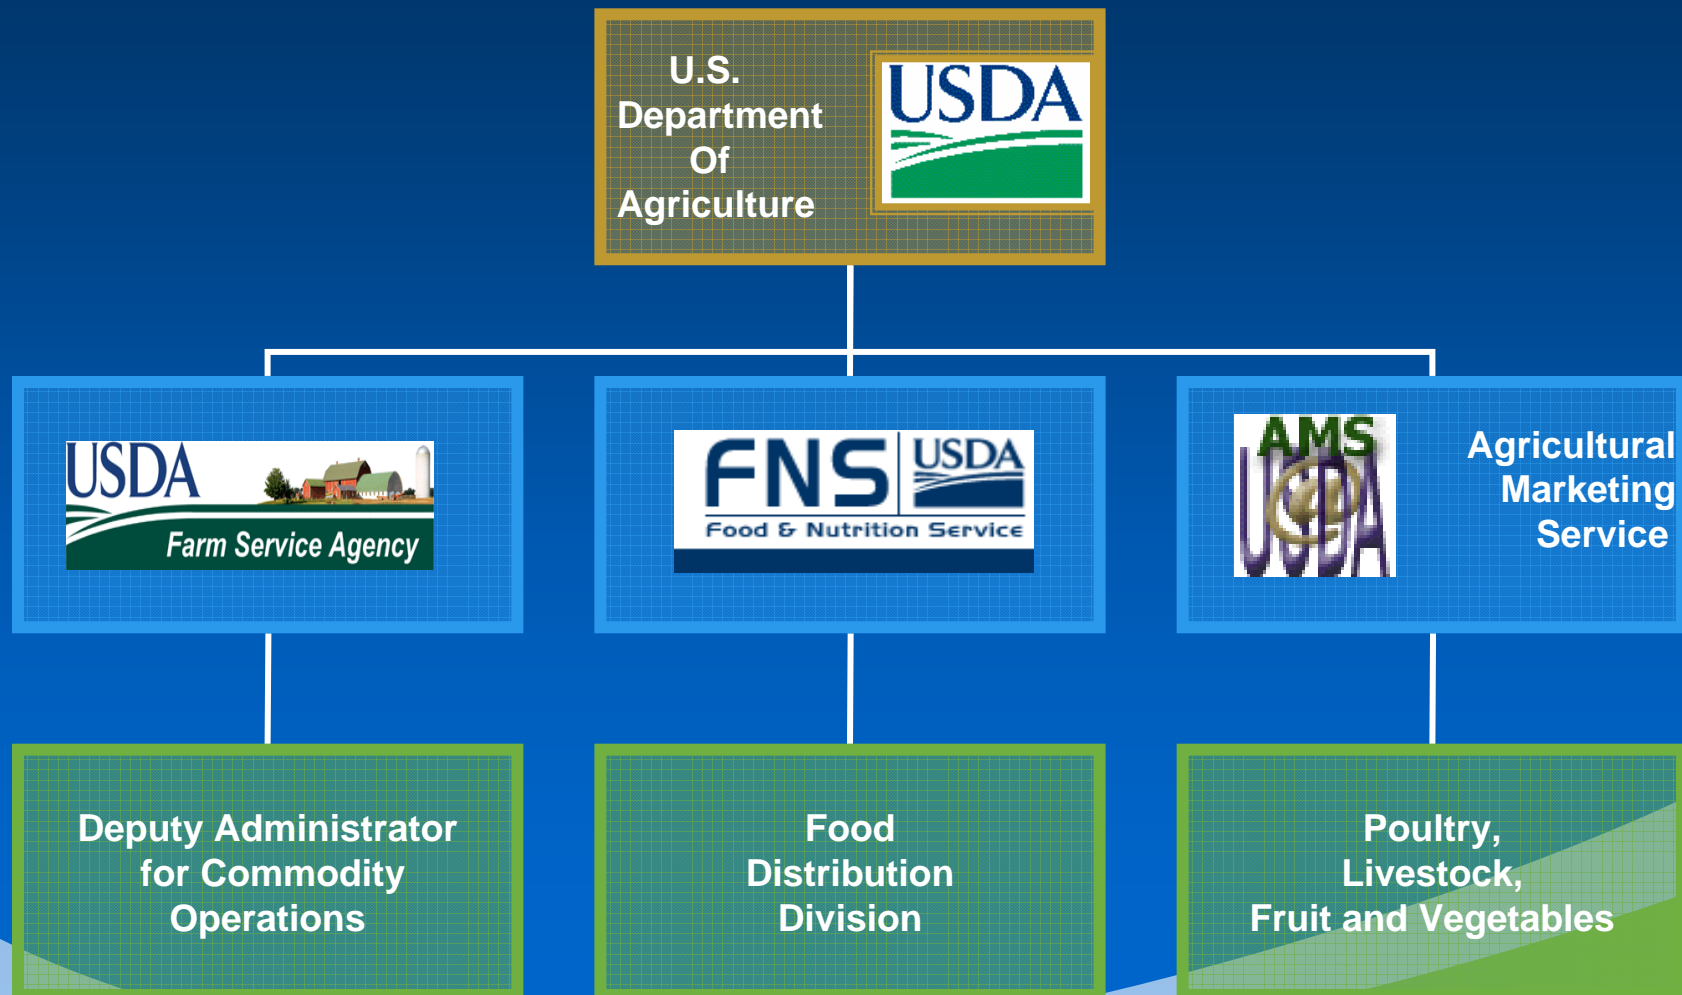 U.S.
Department
Of
Agriculture
USDA
USDA
Farm Service Agency
FNS USDA
Food & Nutrition Service
AMS
@
USDA
Agricultural
Marketing
Service
Deputy Administrator
for Commodity
Operations
Food
Distribution
Division
Poultry,
Livestock,
Fruit and Vegetables